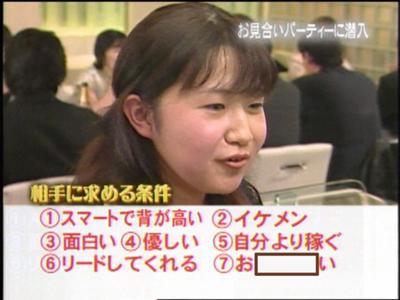 お見合いパーティーに潜入
相手に求める条件
①スマートで背が高い ②イケメン
③面白い ④優しい ⑤自分より稼ぐ
⑥リードしてくれる ⑦お い